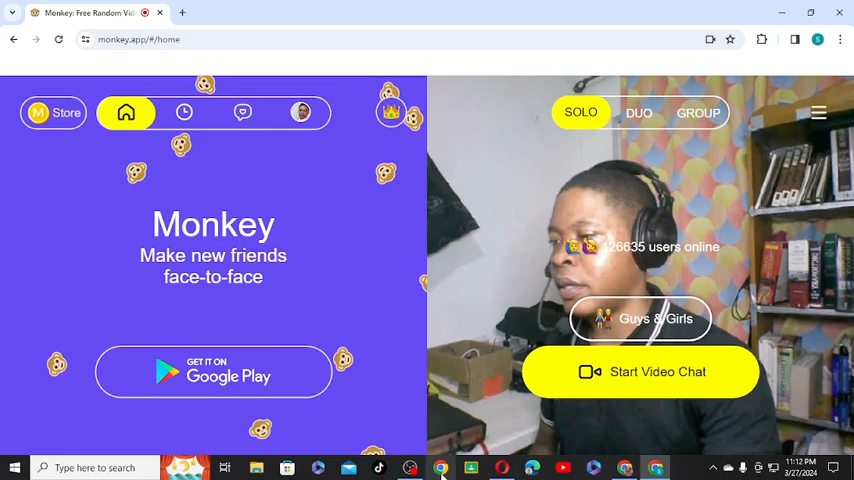 Monkey: Free Random Vid
monkey.app/#/home
S
M Store
SOLO DUO GROUP
Monkey
Make new friends
face-to-face
126635 users online
Guys & Girls
GET IT ON
Google Play
Start Video Chat
Type here to search
11:12 PM
3/27/2024